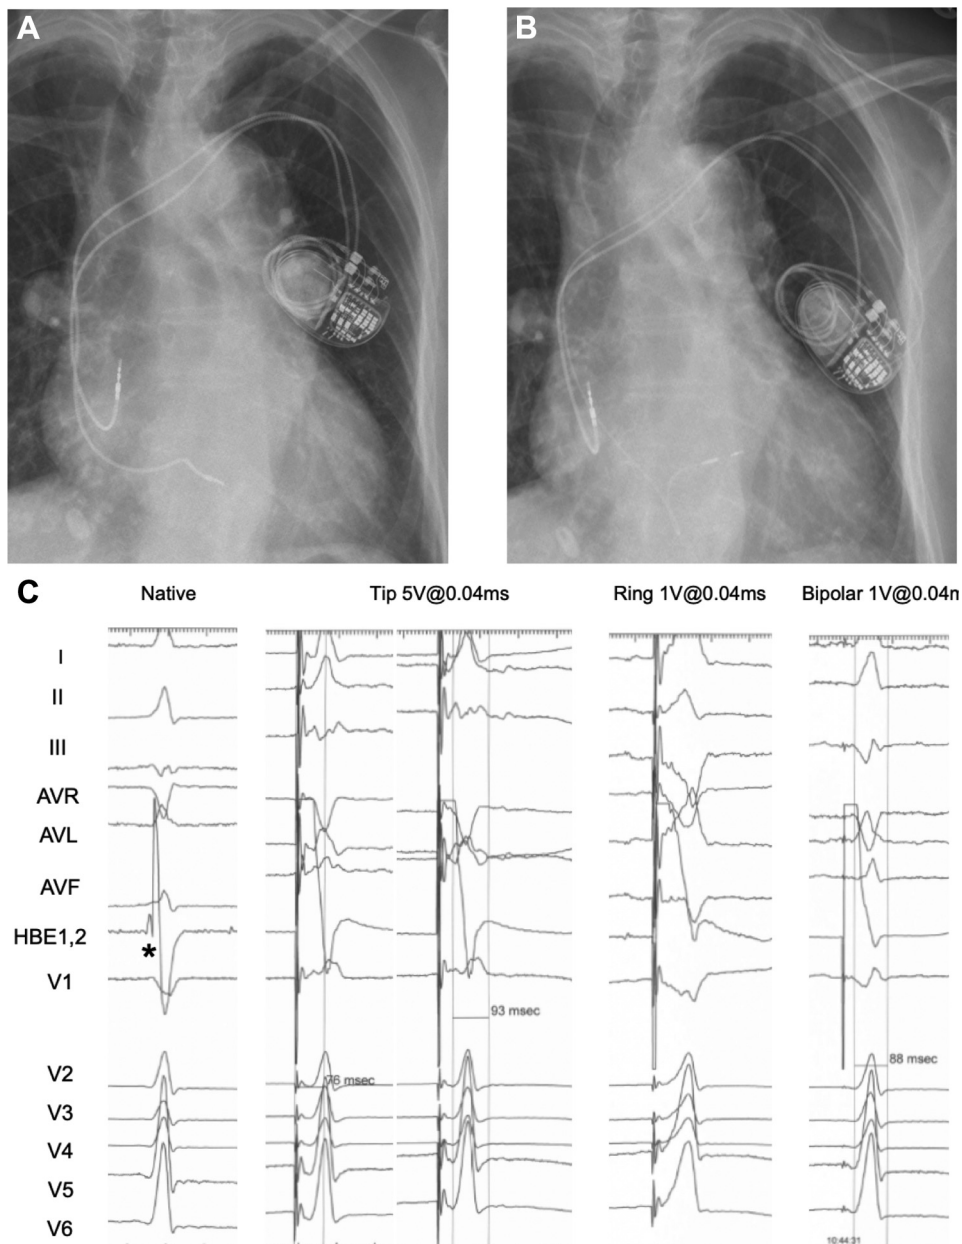 A
B
C
Native
Tip 5V@0.04ms
Ring 1V@0.04ms
Bipolar 1V@0.04m
I
II
III
AVR
AVL
AVF
HBE1,2
*
V1
93 msec
88 msec
V2
76 msec
V3
V4
V5
V6
10:44:31